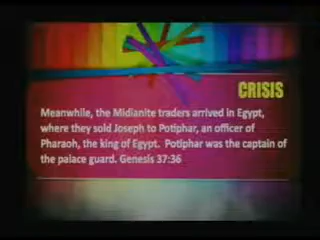 CRISIS
Meanwhile, the Midianite traders arrived in Egypt,
where they sold Joseph to Potiphar, an officer of
Pharaoh, the king of Egypt. Potiphar was the captain of
the palace guard. Genesis 37:36